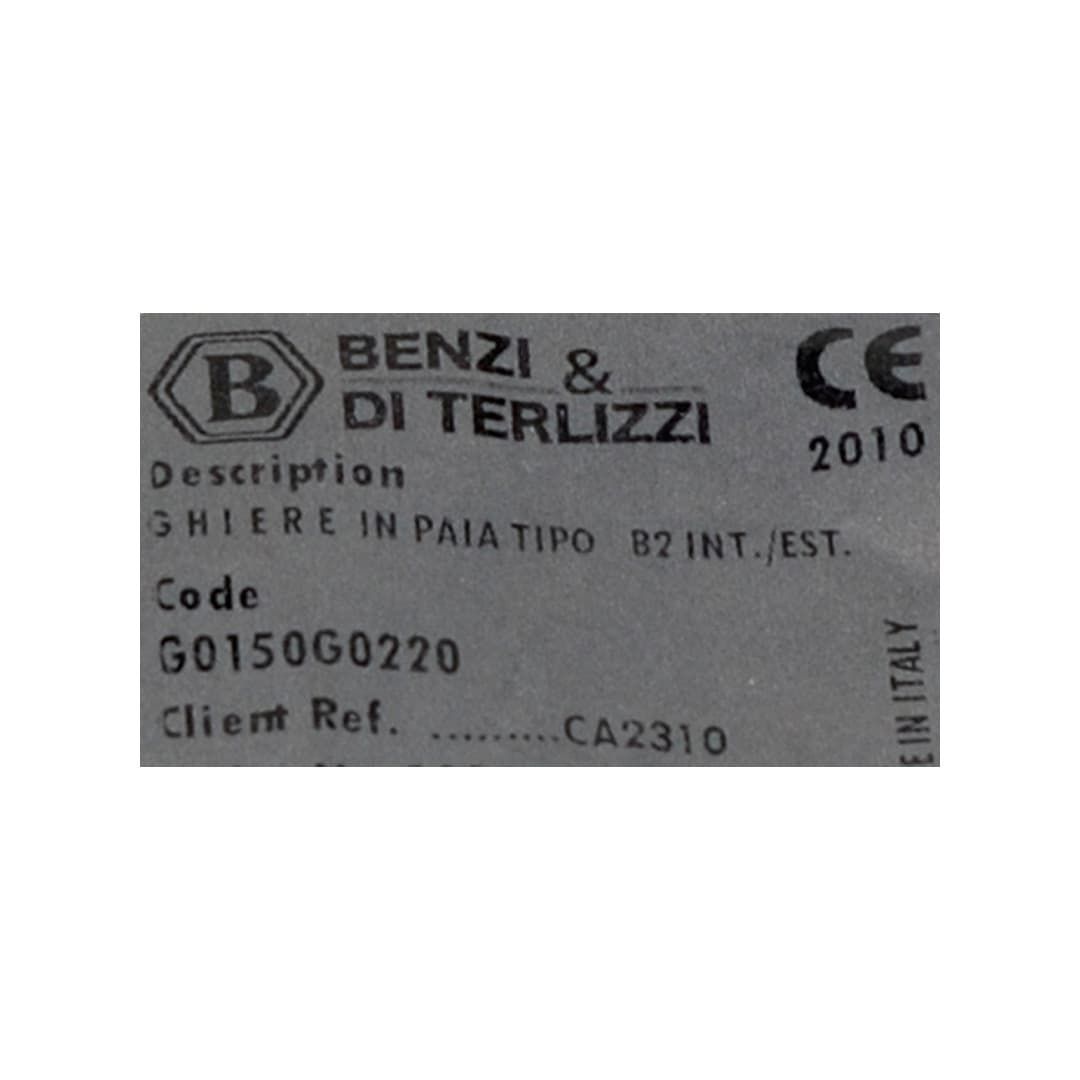 B BENZI &
DI TERLIZZI
CE
2010
Description
GHIERE IN PAIA TIPO B2 INT./EST.
Code
G0150G0220
Client Ref. .........CA2310
E IN ITALY